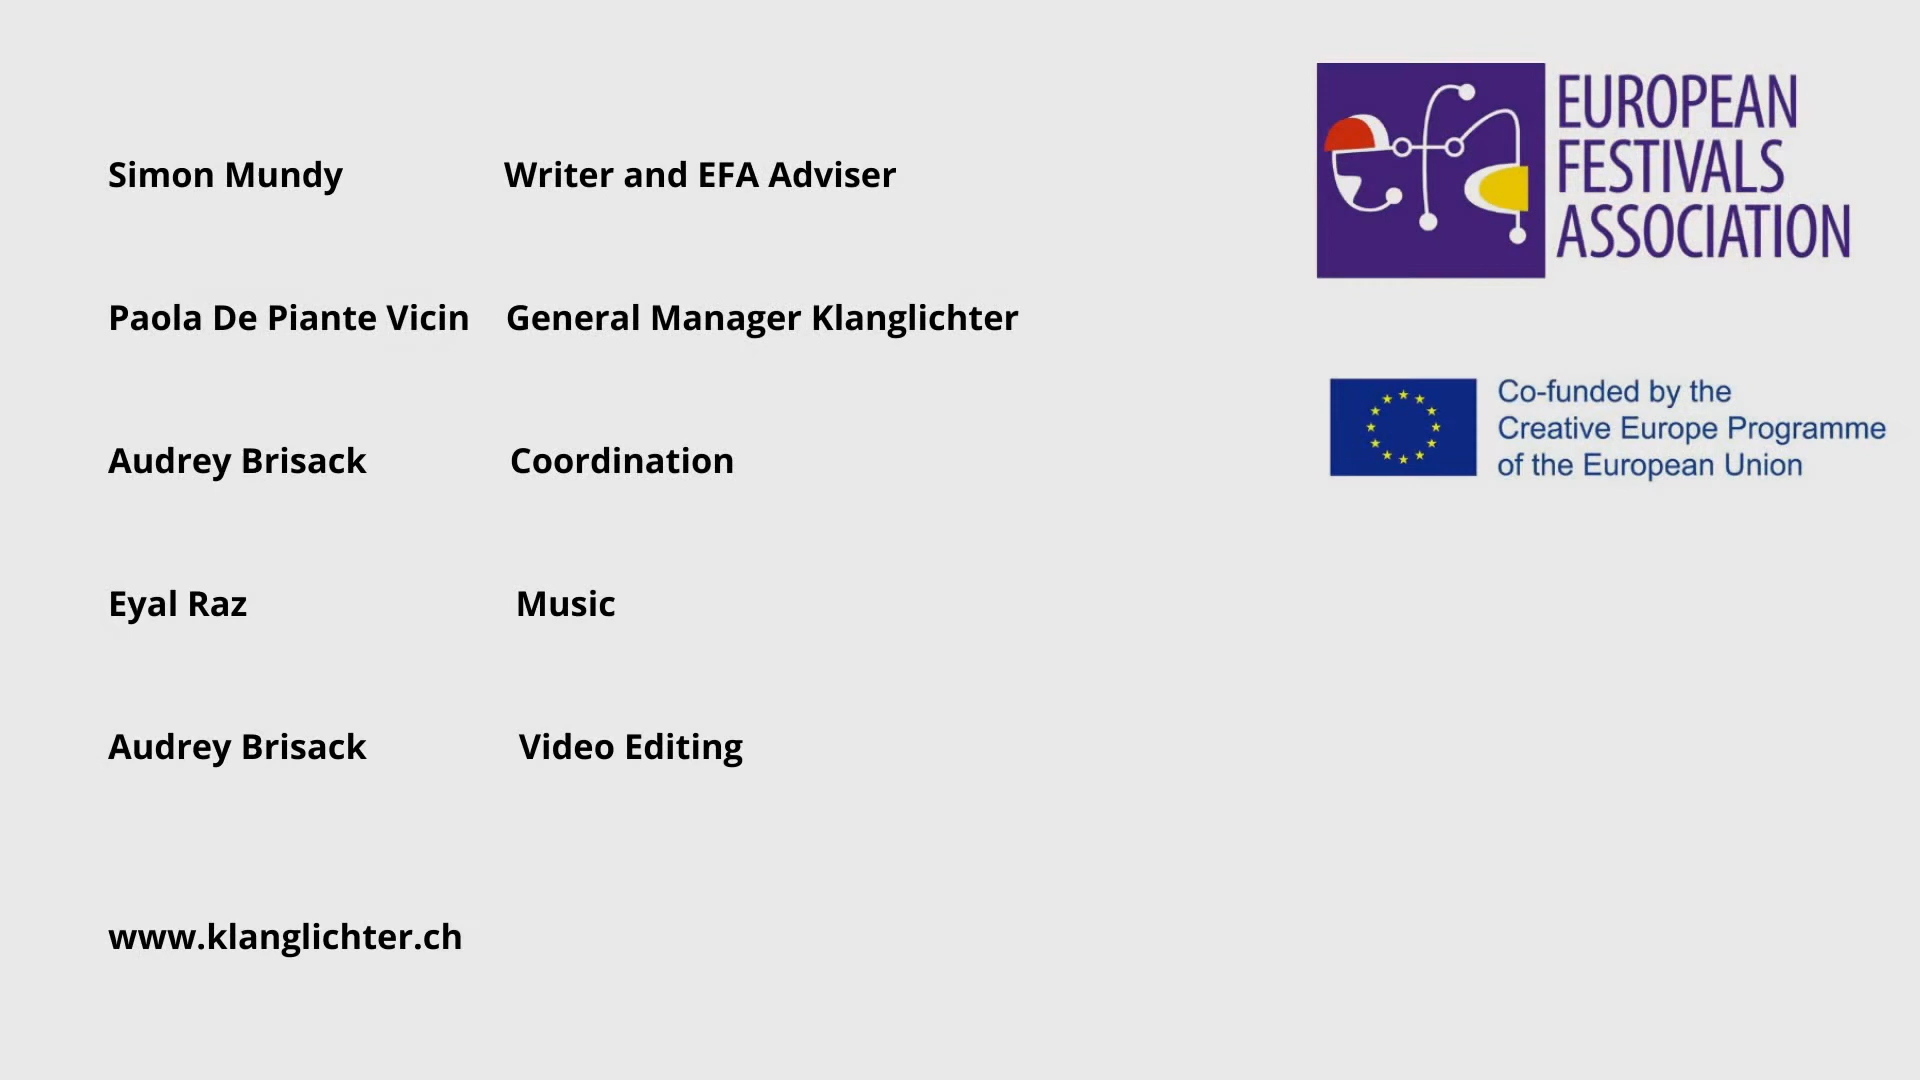 Simon Mundy Writer and EFA Adviser
Paola De Piante Vicin General Manager Klanglichter
Audrey Brisack Coordination
Eyal Raz Music
Audrey Brisack Video Editing
www.klanglichter.ch
EUROPEAN
FESTIVALS
ASSOCIATION
Co-funded by the
Creative Europe Programme
of the European Union